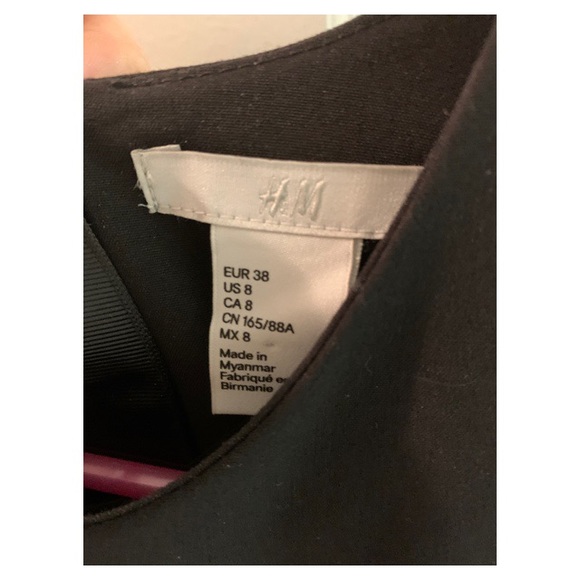 H&M
EUR 38
US 8
CA 8
CN 165/88A
MX 8
Made in
Myanmar
Fabriqué en
Birmanie